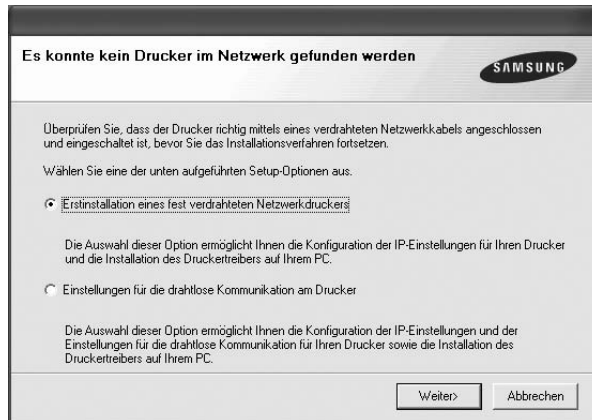 Es konnte kein Drucker im Netzwerk gefunden werden
SAMSUNG
Überprüfen Sie, dass der Drucker richtig mittels eines verdrahteten Netzwerkkabels angeschlossen
und eingeschaltet ist, bevor Sie das Installationsverfahren fortsetzen.
Wählen Sie eine der unten aufgeführten Setup-Optionen aus.
Erstinstallation eines fest verdrahteten Netzwerkdruckers
Die Auswahl dieser Option ermöglicht Ihnen die Konfiguration der IP-Einstellungen für Ihren Drucker
und die Installation des Druckertreibers auf Ihrem PC.
Einstellungen für die drahtlose Kommunikation am Drucker
Die Auswahl dieser Option ermöglicht Ihnen die Konfiguration der IP-Einstellungen und der
Einstellungen für die drahtlose Kommunikation für Ihren Drucker sowie die Installation des
Druckertreibers auf Ihrem PC.
Weiter>
Abbrechen